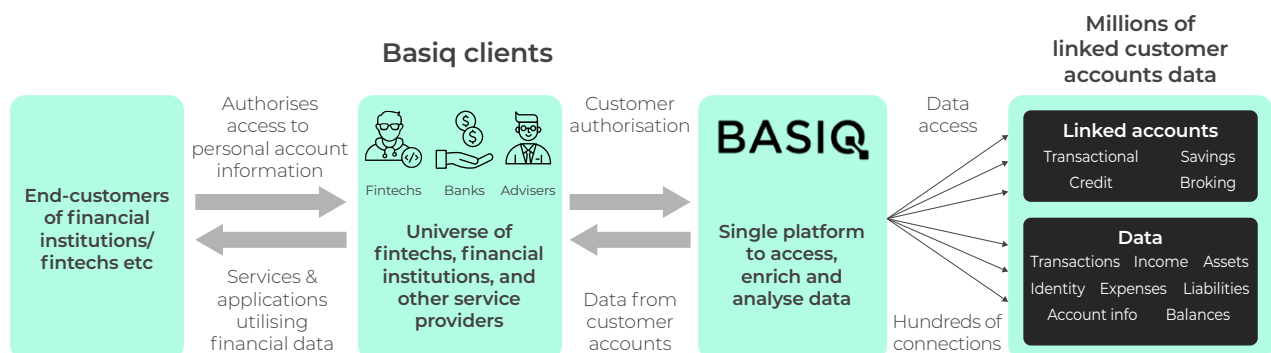 Basiq clients
Millions of
linked customer
accounts data
End-customers
of financial
institutions/
fintechs etc
Authorises
access to
personal account
information
Services &
applications
utilising
financial data
Fintechs
Banks
Advisers
Universe of
fintechs, financial
institutions, and
other service
providers
Customer
authorisation
Data from
customer
accounts
BASIQ
Single platform
to access,
enrich and
analyse data
Data
access
Hundreds of
connections
Linked accounts
Transactional Savings
Credit Broking
Data
Transactions Income Assets
Identity Expenses Liabilities
Account info Balances